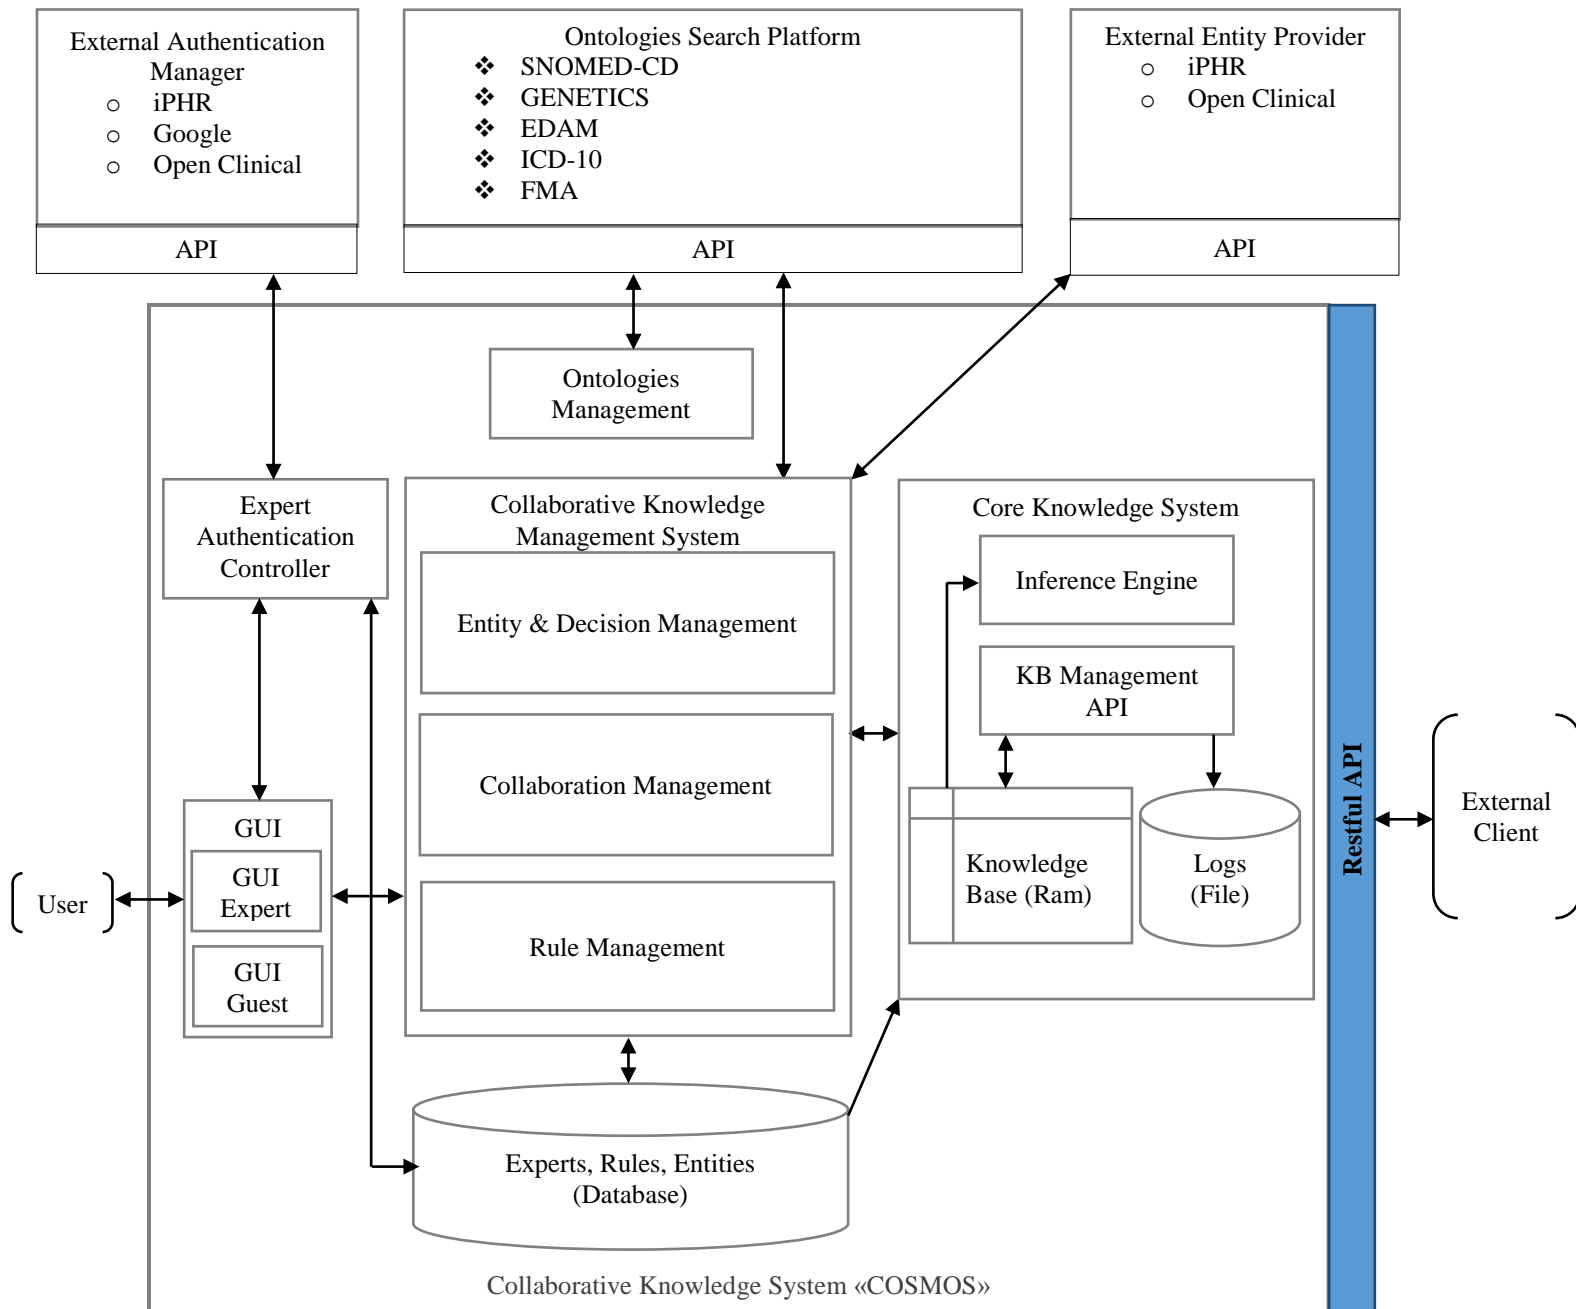 External Authentication
Manager
o iPHR
o Google
o Open Clinical
API
Ontologies Search Platform
❖ SNOMED-CD
❖ GENETICS
❖ EDAM
❖ ICD-10
❖ FMA
API
External Entity Provider
o iPHR
o Open Clinical
API
Ontologies
Management
Expert
Authentication
Controller
Collaborative Knowledge
Management System
Entity & Decision Management
Collaboration Management
Rule Management
Core Knowledge System
Inference Engine
KB Management
API
Knowledge
Base (Ram)
Logs
(File)
Restful API
External
Client
User
GUI
GUI
Expert
GUI
Guest
Experts, Rules, Entities
(Database)
Collaborative Knowledge System «COSMOS»